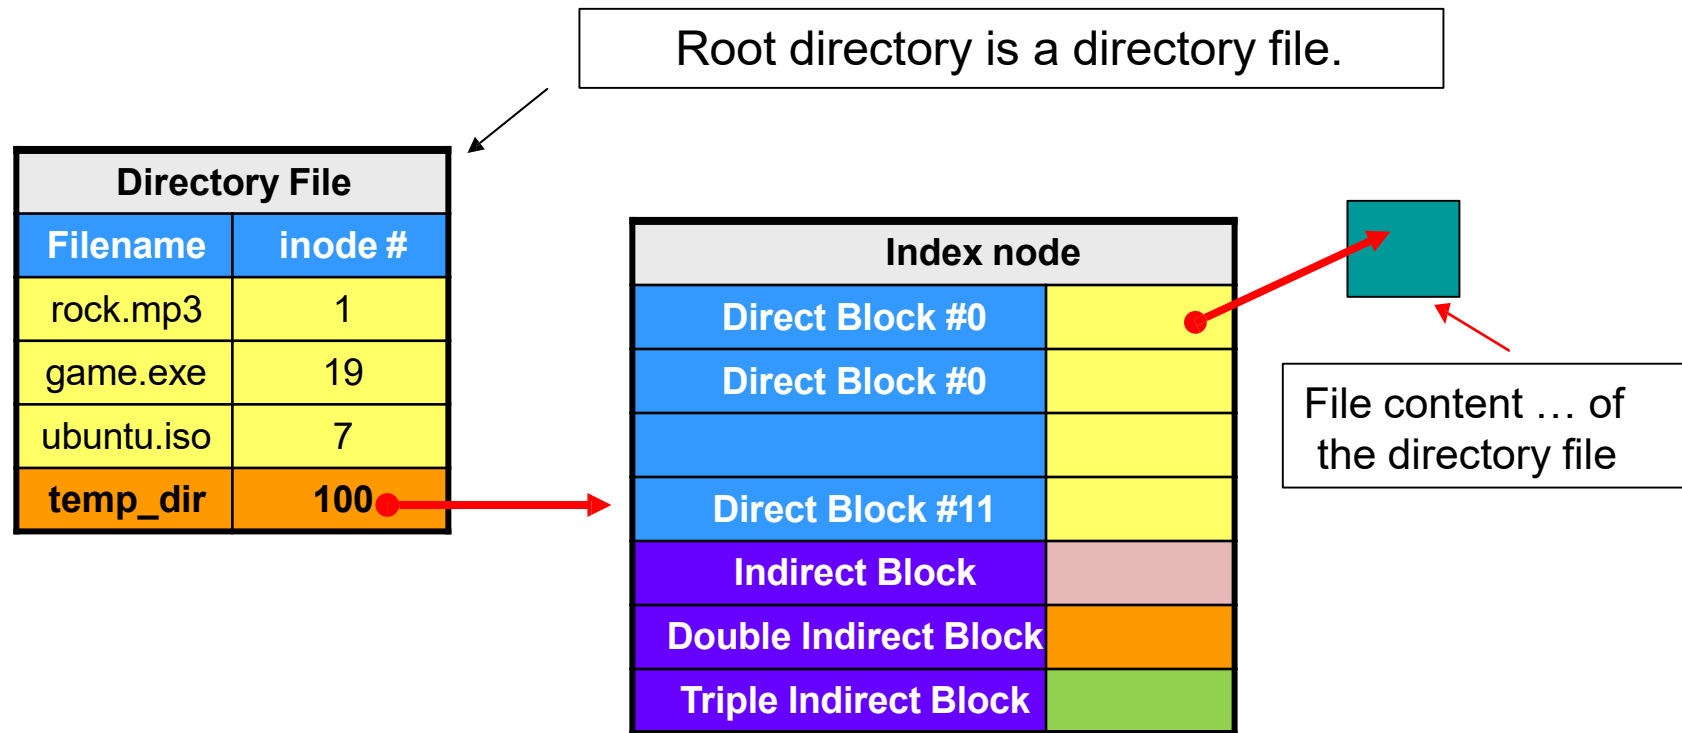 Root directory is a directory file.
Directory File
Filename inode #
rock.mp3 1
game.exe 19
ubuntu.iso 7
temp_dir 100
Index node
Direct Block #0
Direct Block #0
Direct Block #11
Indirect Block
Double Indirect Block
Triple Indirect Block
File content … of
the directory file